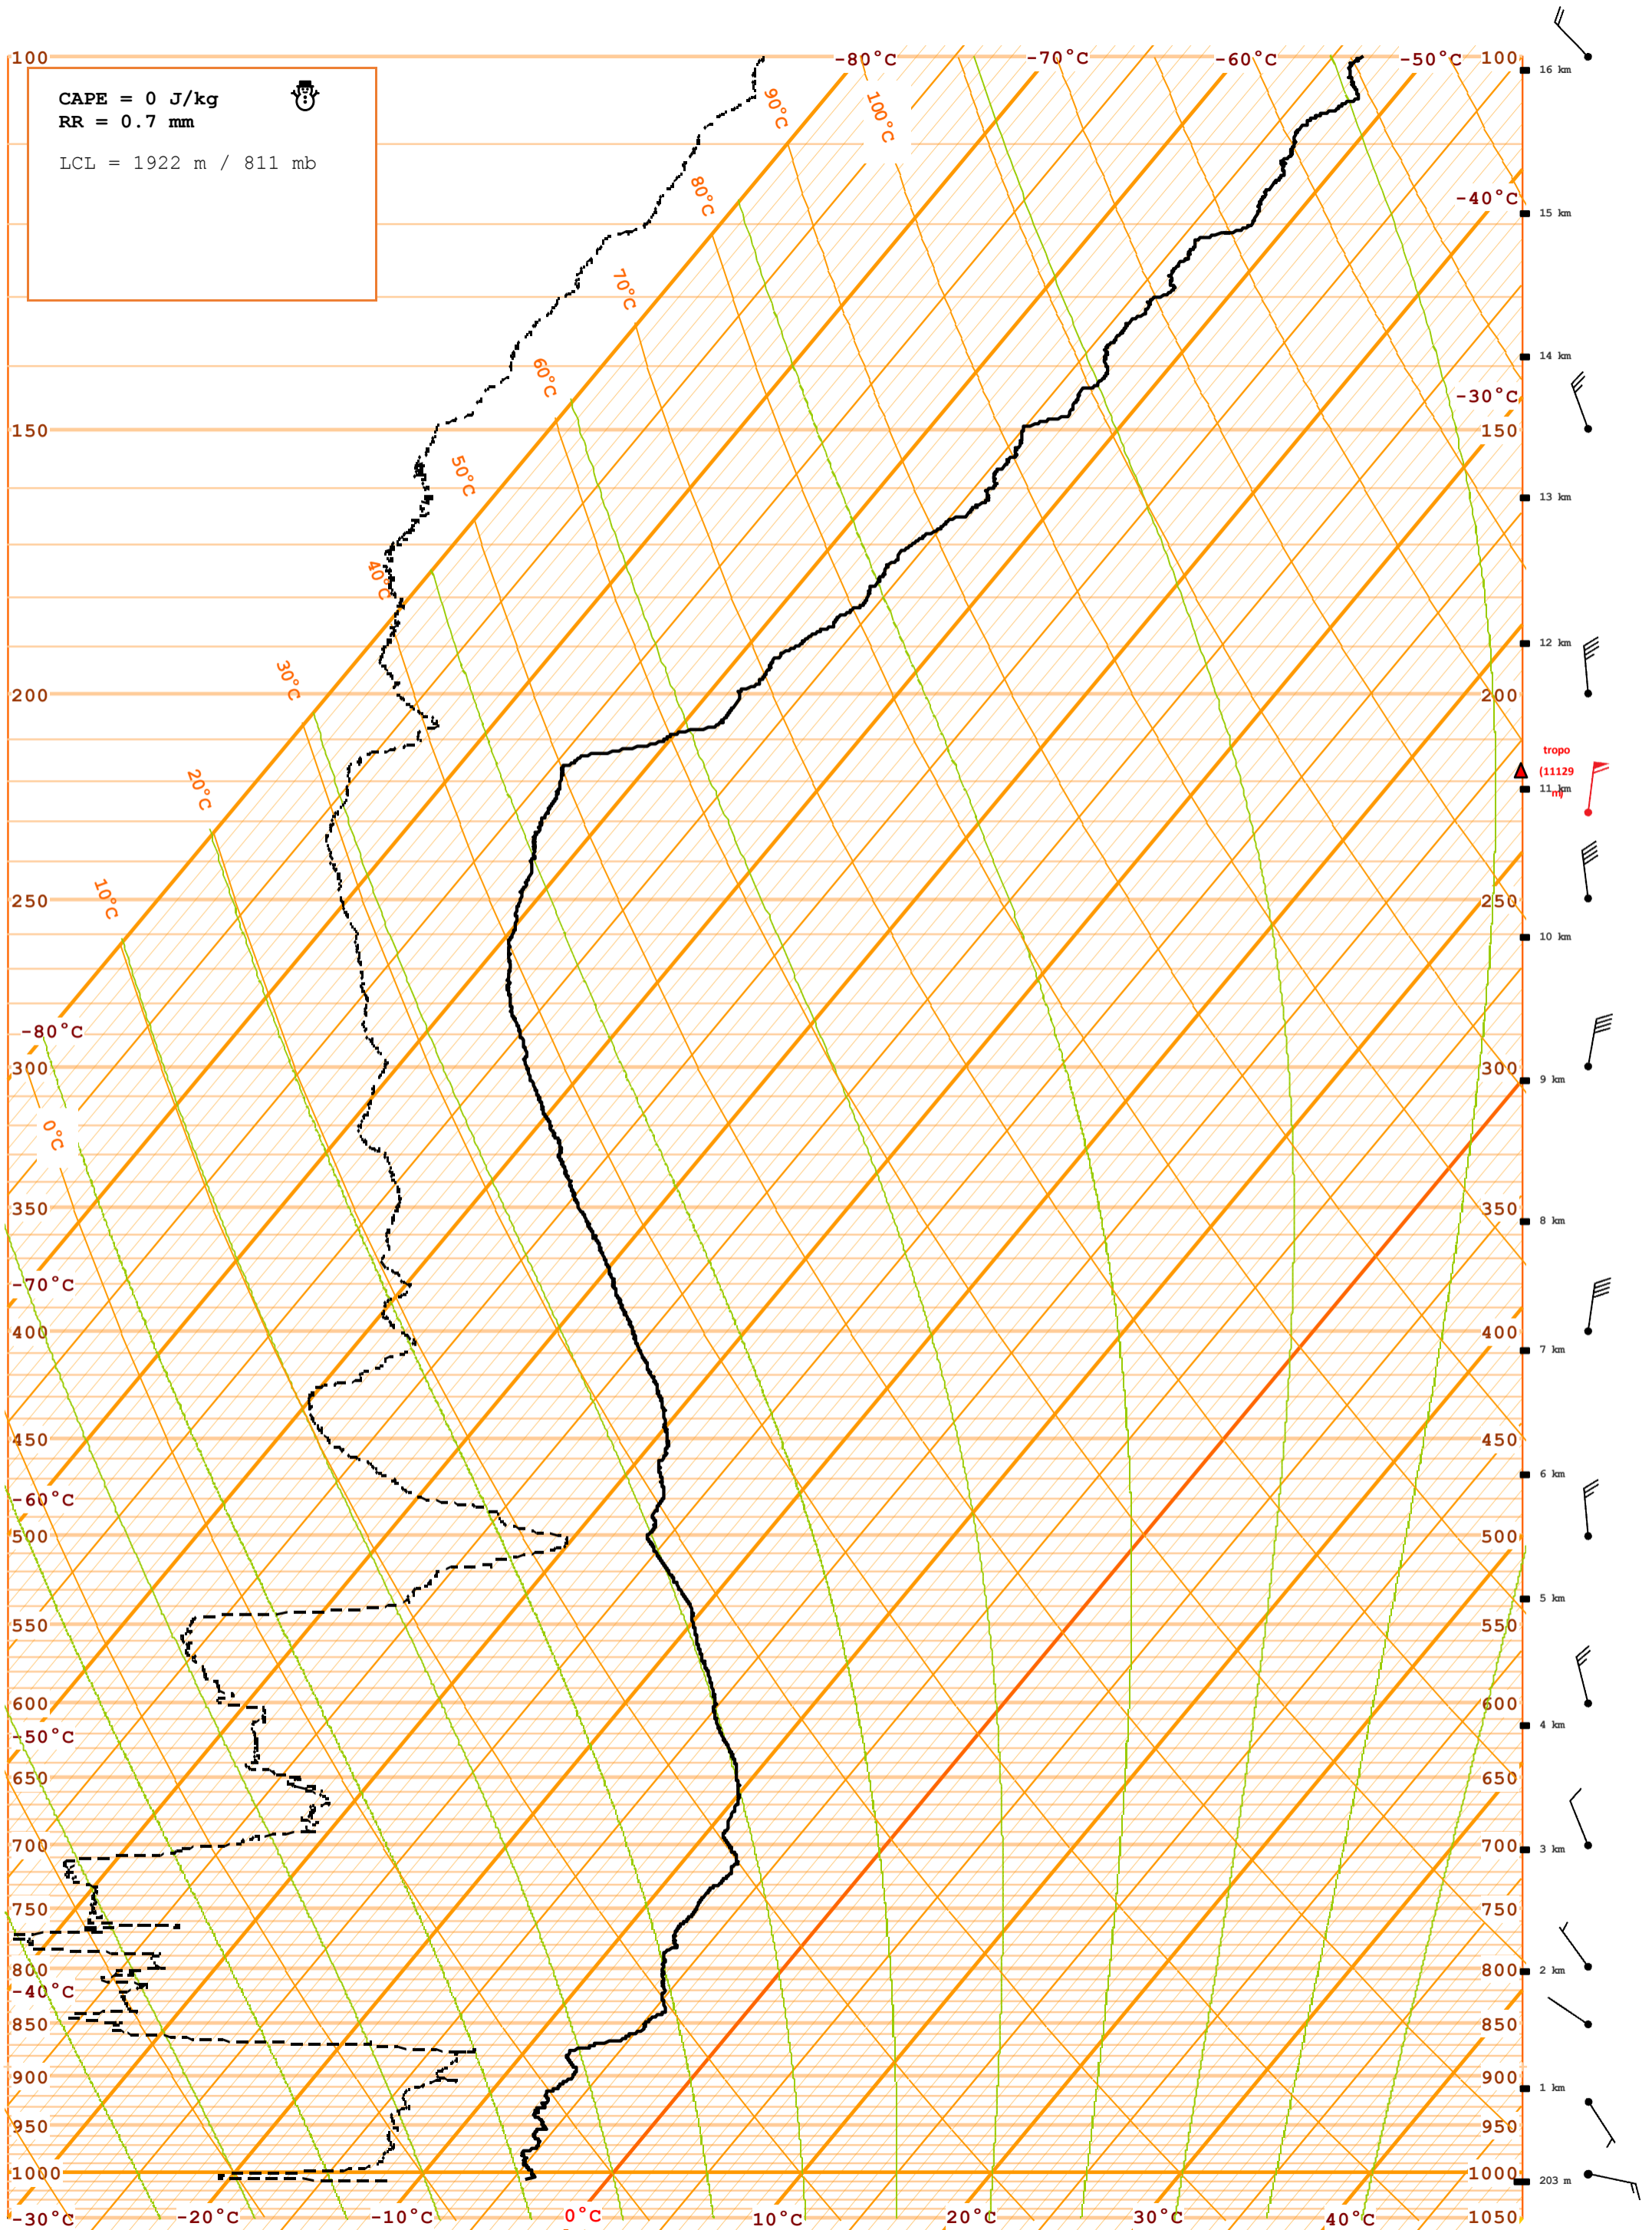 -80°C -70°C -60°C -50°C
100 100
16 km
CAPE = 0 J/kg
RR = 0.7 mm
LCL = 1922 m / 811 mb
90°C 100°C
80°C -40°C
15 km
70°C
14 km
60°C -30°C
150 150
50°C
13 km
40°C
12 km
30°C
200 200
tropo
(11129
m)
20°C 11 km
10°C
250 250
10 km
-80°C
300 300
9 km
0°C
350 350
8 km
-70°C
400 400
7 km
450 450
6 km
-60°C
500 500
5 km
550 550
600 600
4 km
-50°C
650 650
700 700
3 km
750 750
800 800
2 km
-40°C
850 850
900 900
1 km
950 950
1000 1000
203 m
-30°C -20°C -10°C 0°C 10°C 20°C 30°C 40°C 1050